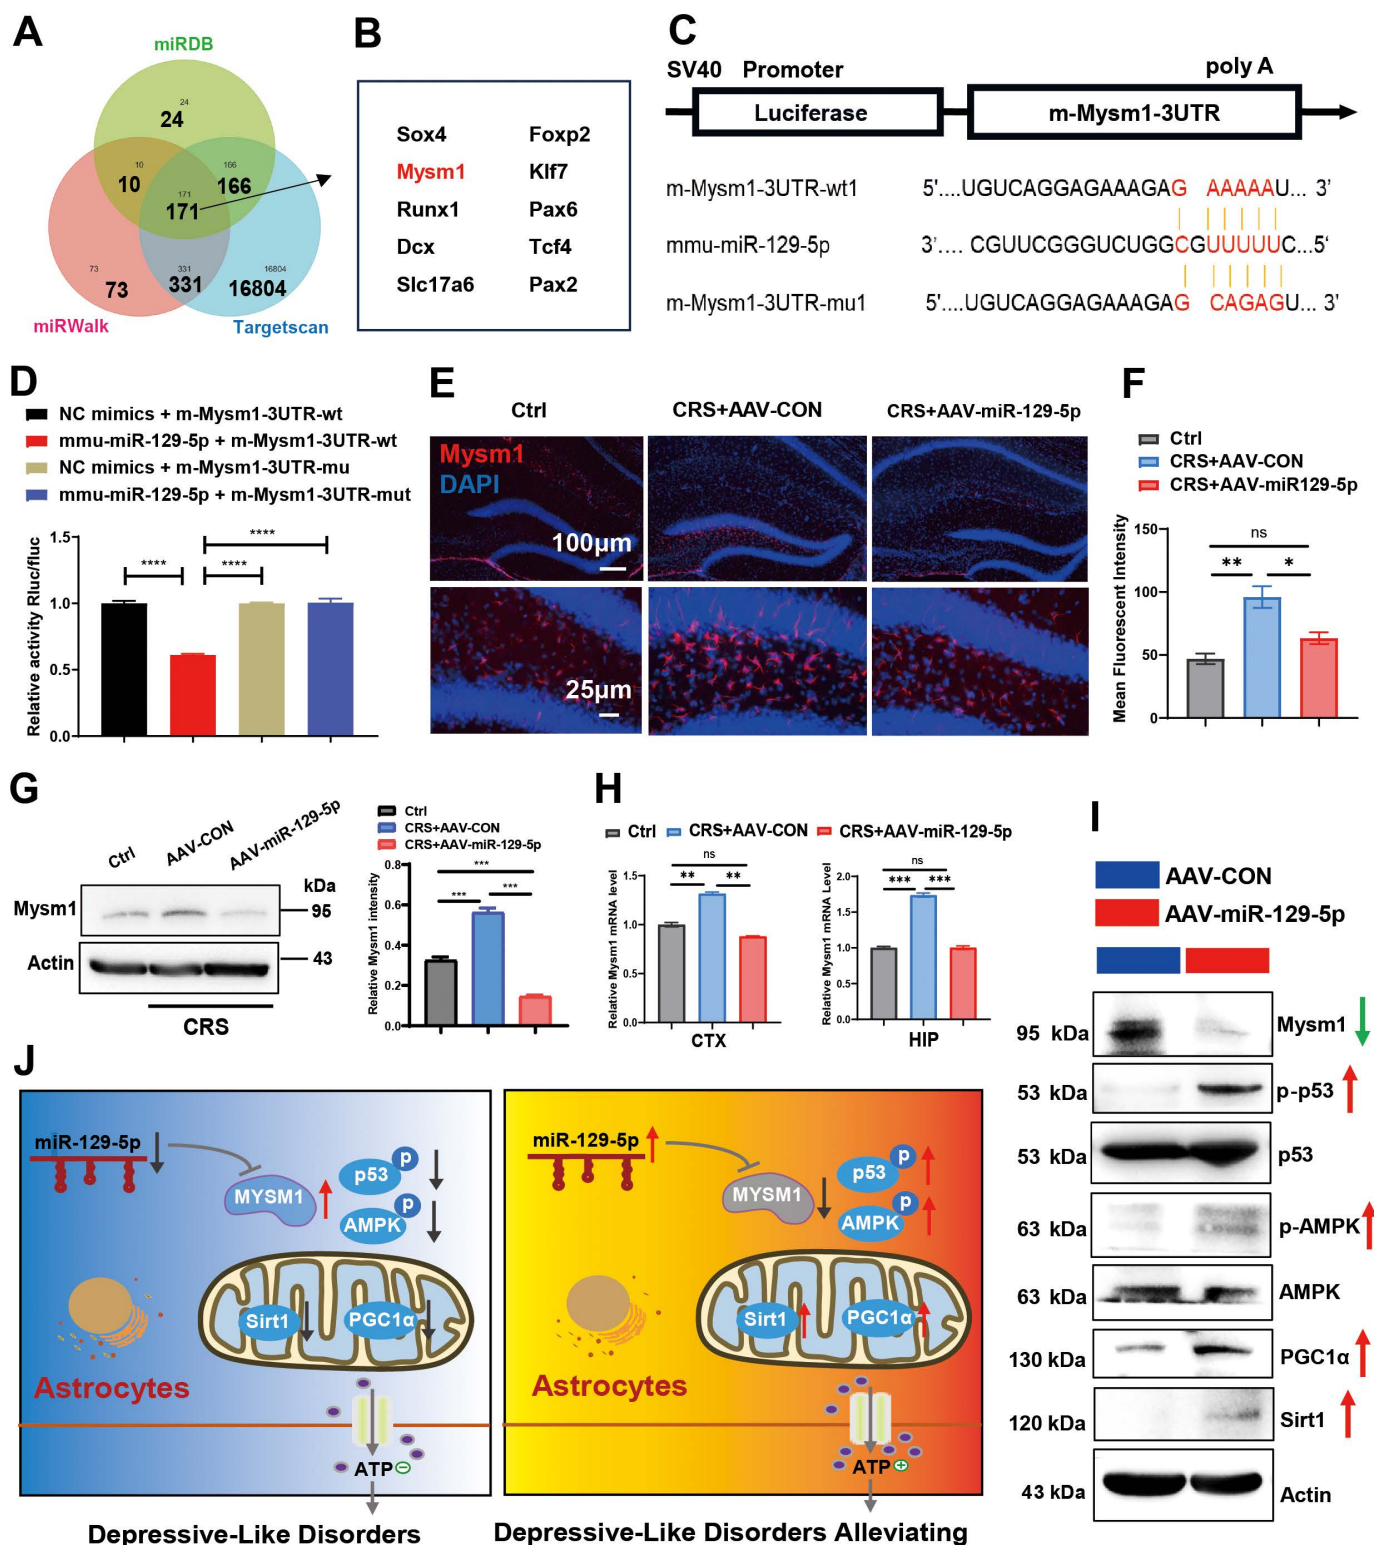 A
miRDB
24
24
10
10
166
166
171
171
73
73
331
331
16804
16804
miRWalk
Targetscan
B
Sox4 Foxp2
Mysm1 Klf7
Runx1 Pax6
Dcx Tcf4
Slc17a6 Pax2
C
SV40 Promoter poly A
Luciferase m-Mysm1-3UTR
m-Mysm1-3UTR-wt1 5'....UGUCAGGAGAAAGAG AAAAAU... 3'
mmu-miR-129-5p 3'.... CGUUCGGGUCUGGCGUUUUUC...5'
m-Mysm1-3UTR-mu1 5'....UGUCAGGAGAAAGAG CAGAGU... 3'
D
NC mimics + m-Mysm1-3UTR-wt
mmu-miR-129-5p + m-Mysm1-3UTR-wt
NC mimics + m-Mysm1-3UTR-mu
mmu-miR-129-5p + m-Mysm1-3UTR-mut
Relative activity Rluc/fluc
1.5
1.0
0.5
0.0
****
**** ****
E
Ctrl CRS+AAV-CON CRS+AAV-miR-129-5p
Mysm1
DAPI
100μm
25μm
F
Ctrl
CRS+AAV-CON
CRS+AAV-miR129-5p
Mean Fluorescent Intensity
150
100
50
0
ns
** *
G
Ctrl AAV-CON AAV-miR-129-5p
kDa
Mysm1 95
Actin 43
CRS
Ctrl
CRS+AAV-CON
CRS+AAV-miR-129-5p
Relative Mysm1 intensity
0.8
0.6
0.4
0.2
0.0
***
*** ***
H
Ctrl CRS+AAV-CON CRS+AAV-miR-129-5p
Relative Mysm1 mRNA level
1.5
1.0
0.5
0.0
ns
** **
CTX
Relative Mysm1 mRNA Level
2.0
1.5
1.0
0.5
0.0
ns
*** ***
HIP
I
AAV-CON
AAV-miR-129-5p
95 kDa Mysm1
53 kDa p-p53
53 kDa p53
63 kDa p-AMPK
63 kDa AMPK
130 kDa PGC1α
120 kDa Sirt1
43 kDa Actin
J
miR-129-5p
MYSM1
p53 p
AMPK p
Sirt1 PGC1α
Astrocytes
ATP −
Depressive-Like Disorders
miR-129-5p
MYSM1
p53 p
AMPK p
Sirt1 PGC1α
Astrocytes
ATP +
Depressive-Like Disorders Alleviating